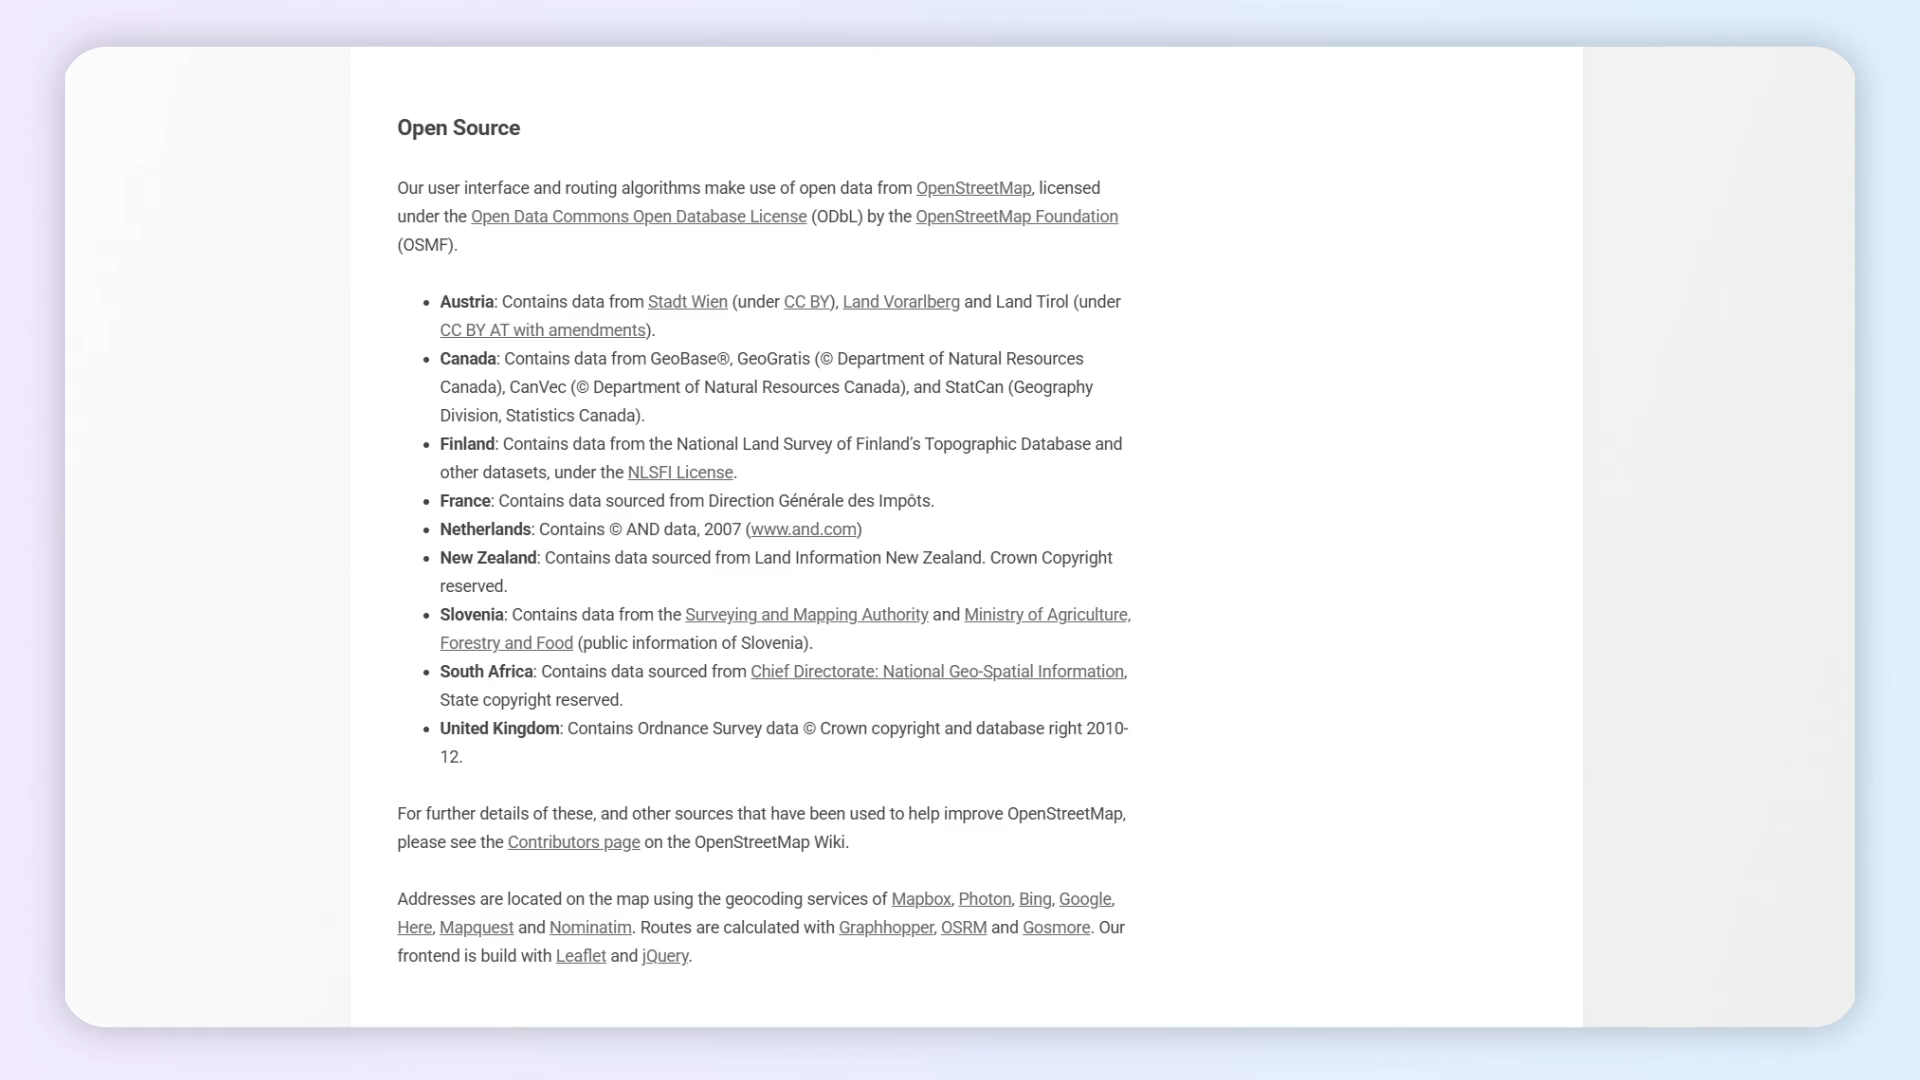 Open Source
Our user interface and routing algorithms make use of open data from OpenStreetMap, licensed
under the Open Data Commons Open Database License (ODbL) by the OpenStreetMap Foundation
(OSMF).
• Austria: Contains data from Stadt Wien (under CC BY), Land Vorarlberg and Land Tirol (under
CC BY AT with amendments).
• Canada: Contains data from GeoBase®, GeoGratis (© Department of Natural Resources
Canada), CanVec (© Department of Natural Resources Canada), and StatCan (Geography
Division, Statistics Canada).
• Finland: Contains data from the National Land Survey of Finland’s Topographic Database and
other datasets, under the NLSFI License.
• France: Contains data sourced from Direction Générale des Impôts.
• Netherlands: Contains © AND data, 2007 (www.and.com)
• New Zealand: Contains data sourced from Land Information New Zealand. Crown Copyright
reserved.
• Slovenia: Contains data from the Surveying and Mapping Authority and Ministry of Agriculture,
Forestry and Food (public information of Slovenia).
• South Africa: Contains data sourced from Chief Directorate: National Geo-Spatial Information,
State copyright reserved.
• United Kingdom: Contains Ordnance Survey data © Crown copyright and database right 2010-
12.
For further details of these, and other sources that have been used to help improve OpenStreetMap,
please see the Contributors page on the OpenStreetMap Wiki.
Addresses are located on the map using the geocoding services of Mapbox, Photon, Bing, Google,
Here, Mapquest and Nominatim. Routes are calculated with Graphhopper, OSRM and Gosmore. Our
frontend is build with Leaflet and jQuery.